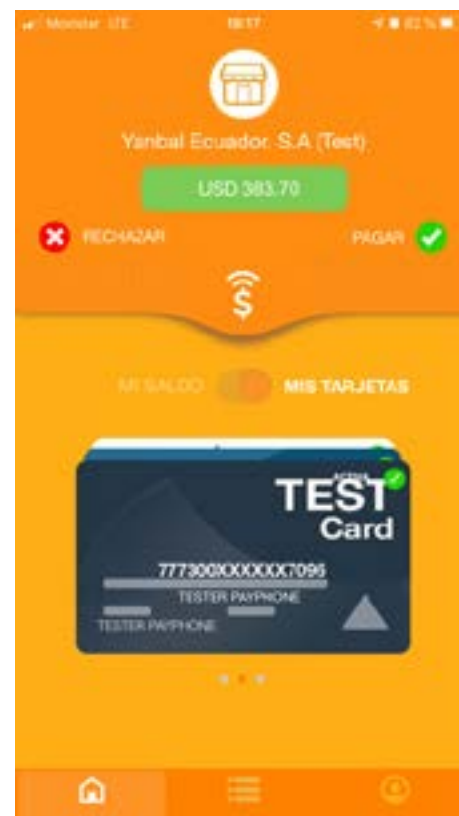 Movistar LTE 18:17 82 %
Yanbal Ecuador. S.A (Test)
USD 383.70
RECHAZAR
PAGAR
$
MI SALDO
MIS TARJETAS
TEST
Card
777300XXXXXX7095
TESTER PAYPHONE
TESTER PAYPHONE